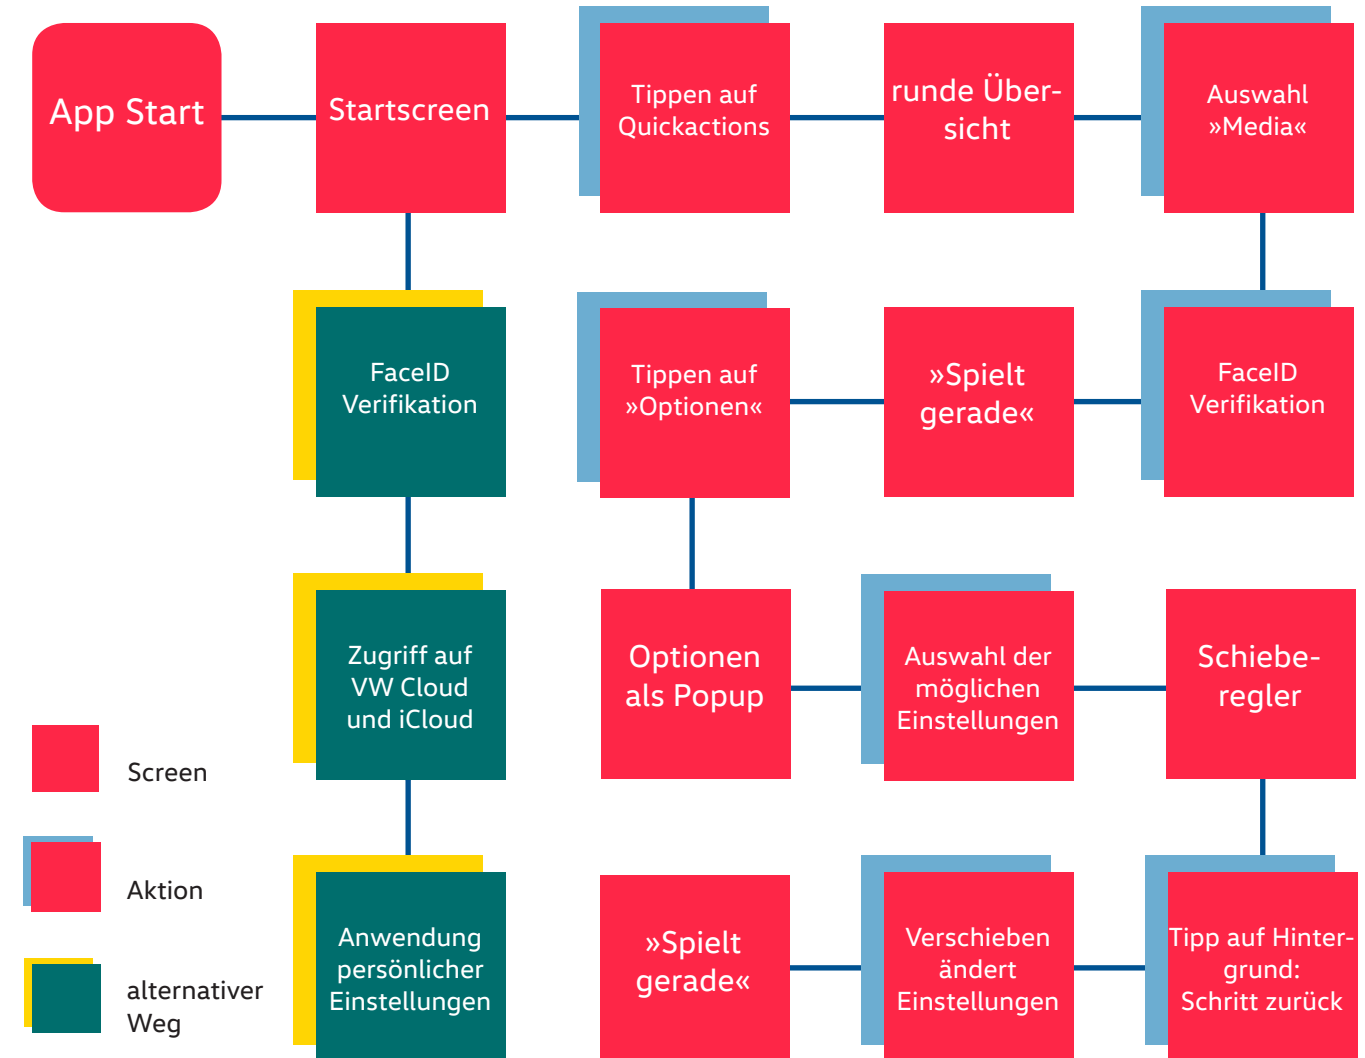 App Start
Startscreen
Tippen auf
Quickactions
runde Über-
sicht
Auswahl
»Media«
FaceID
Verifikation
Tippen auf
»Optionen«
»Spielt
gerade«
FaceID
Verifikation
Zugriff auf
VW Cloud
und iCloud
Optionen
als Popup
Auswahl der
möglichen
Einstellungen
Schiebe-
regler
Anwendung
persönlicher
Einstellungen
»Spielt
gerade«
Verschieben
ändert
Einstellungen
Tipp auf Hinter-
grund:
Schritt zurück
Screen
Aktion
alternativer
Weg